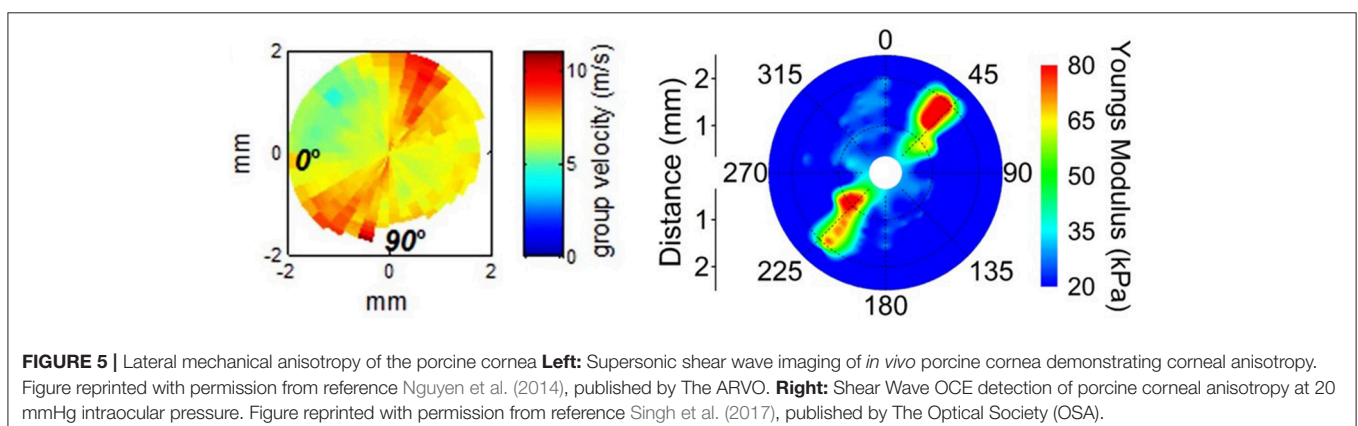 2
0
-2
mm
-2
0
2
mm
0º
90º
10
5
0
group velocity (m/s)
Distance (mm)
2
1
1
2
0
45
90
135
180
225
270
315
80
65
50
35
20
Youngs Modulus (kPa)
FIGURE 5 | Lateral mechanical anisotropy of the porcine cornea Left: Supersonic shear wave imaging of in vivo porcine cornea demonstrating corneal anisotropy.
Figure reprinted with permission from reference Nguyen et al. (2014), published by The ARVO. Right: Shear Wave OCE detection of porcine corneal anisotropy at 20
mmHg intraocular pressure. Figure reprinted with permission from reference Singh et al. (2017), published by The Optical Society (OSA).